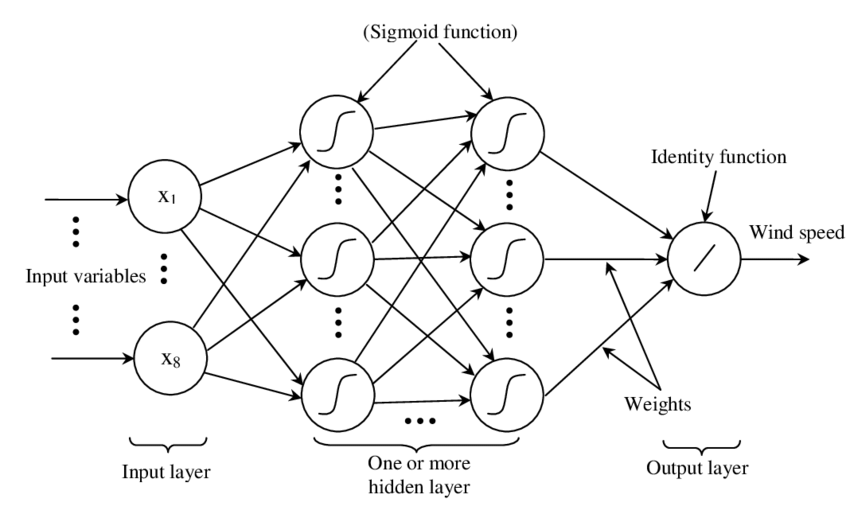 (Sigmoid function)
Identity function
x₁
Wind speed
Input variables
x₈
Weights
Input layer
One or more
hidden layer
Output layer